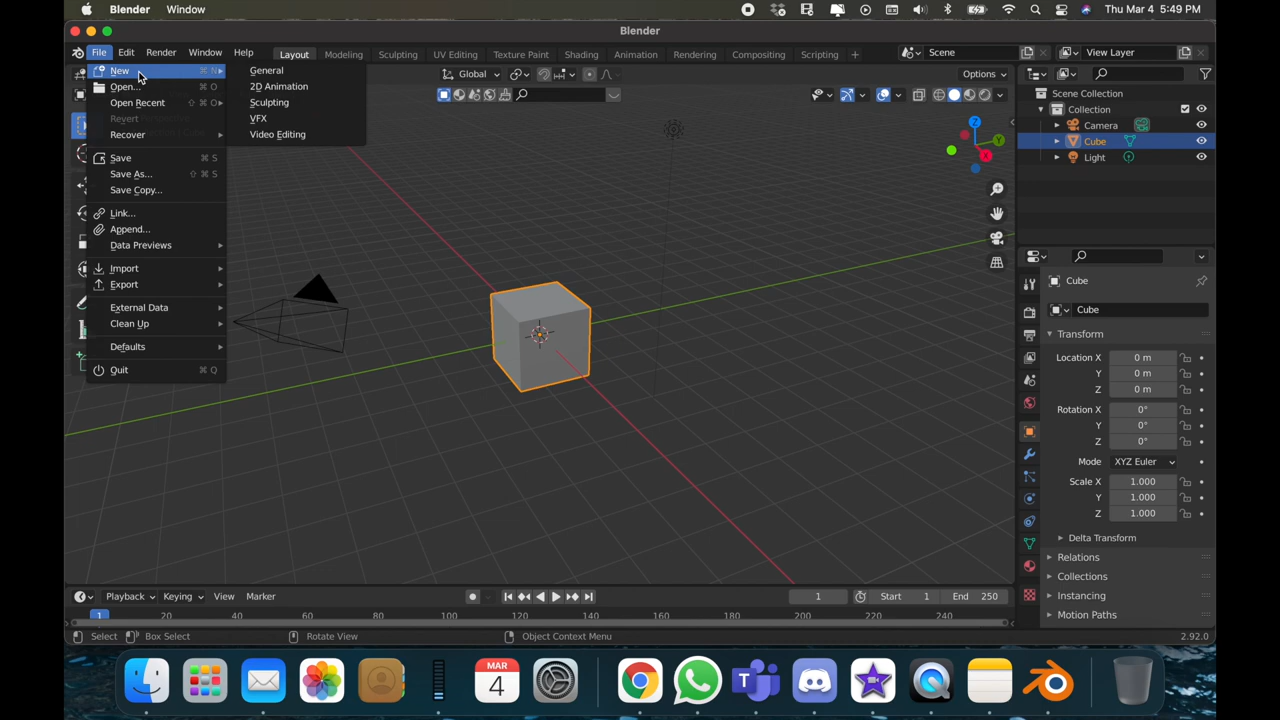 Blender Window Thu Mar 4 5:49 PM
Blender
File Edit Render Window Help Layout Modeling Sculpting UV Editing Texture Paint Shading Animation Rendering Compositing Scripting + Scene View Layer
New ⌘ N
Open... ⌘ O
Open Recent ⇧ ⌘ O
Revert
Recover
Save ⌘ S
Save As... ⇧ ⌘ S
Save Copy...
Link...
Append...
Data Previews
Import
Export
External Data
Clean Up
Defaults
Quit ⌘ Q
General
2D Animation
Sculpting
VFX
Video Editing
Global
Options
X
Y
Z
Scene Collection
Collection
Camera
Cube
Light
Cube
Cube
Transform
Location X 0 m
Y 0 m
Z 0 m
Rotation X 0°
Y 0°
Z 0°
Mode XYZ Euler
Scale X 1.000
Y 1.000
Z 1.000
Delta Transform
Relations
Collections
Instancing
Motion Paths
Playback Keying View Marker 1 Start 1 End 250
1 20 40 60 80 100 120 140 160 180 200 220 240
Select Box Select Rotate View Object Context Menu 2.92.0
MAR
4